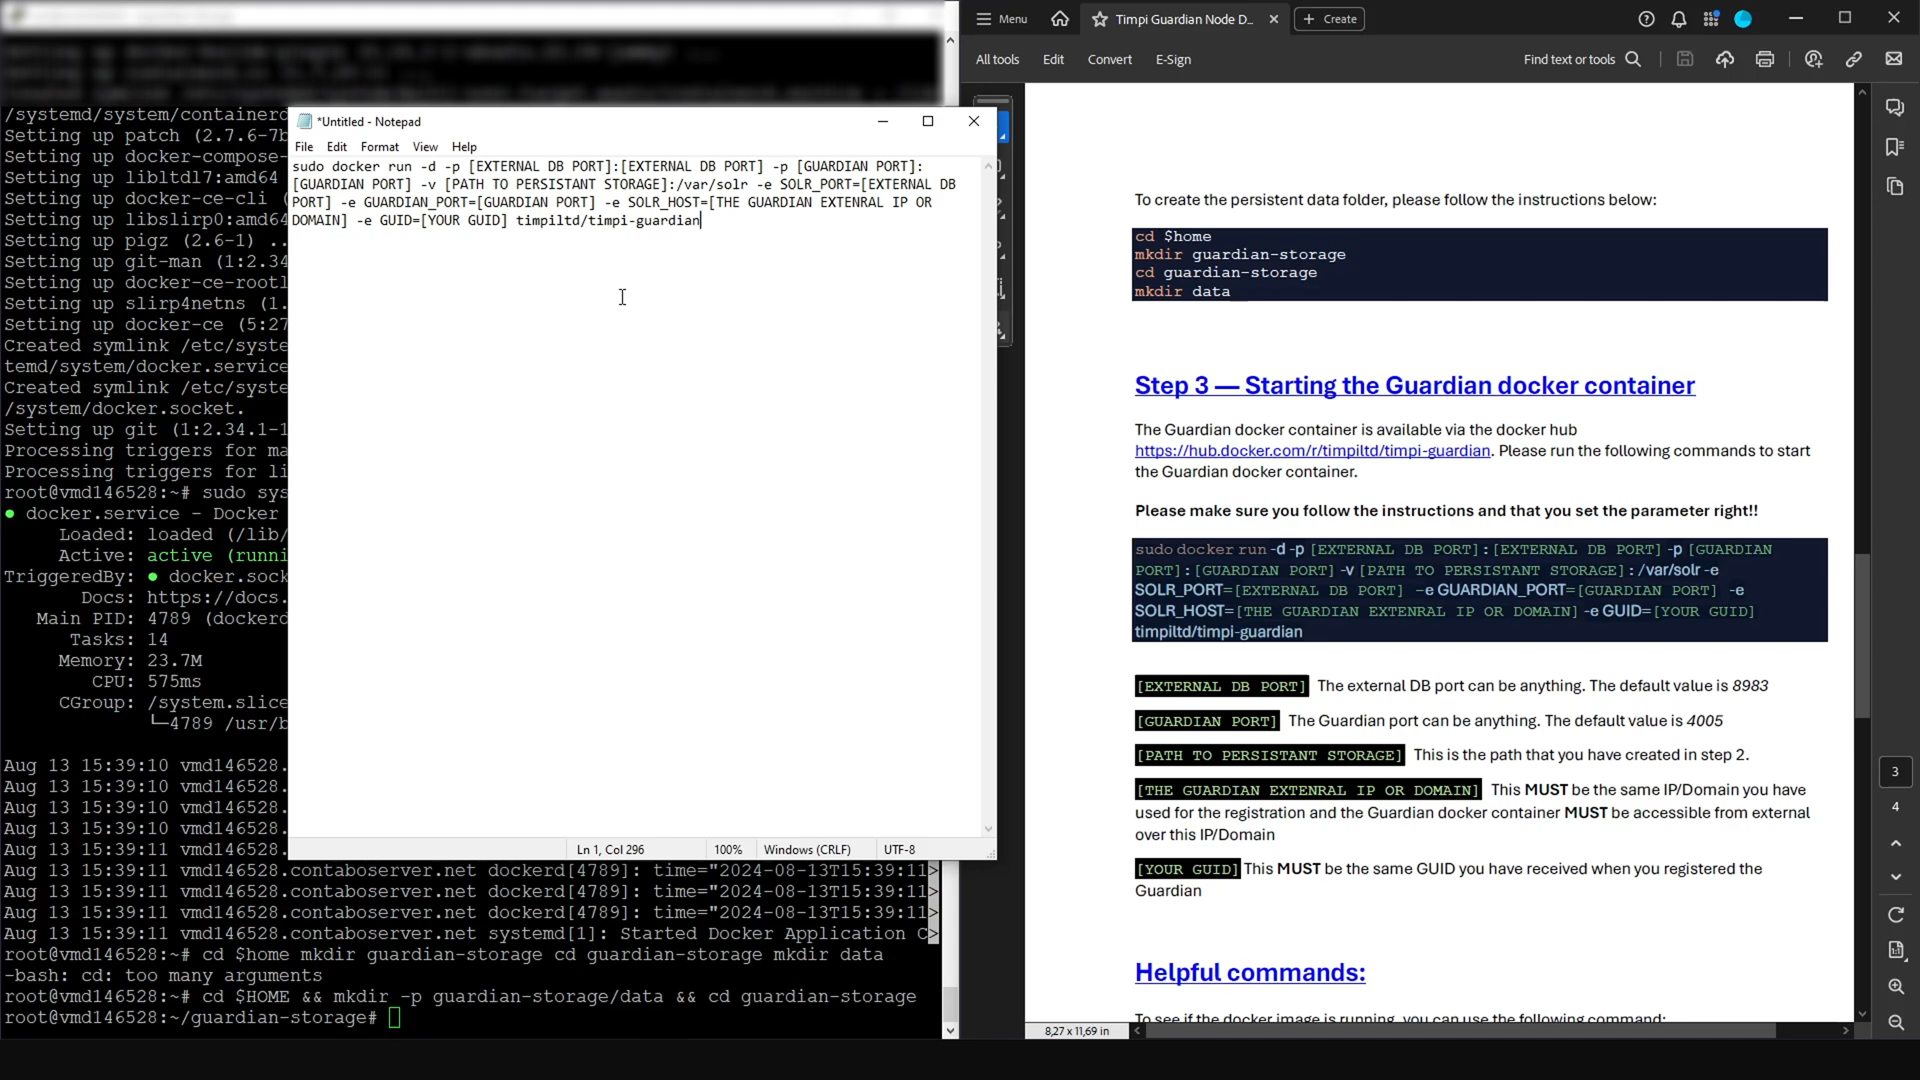 /systemd/system/containerd
Setting up patch (2.7.6-7b
Setting up docker-compose-
Setting up libltdl7:amd64
Setting up docker-ce-cli (
Setting up libslirp0:amd64
Setting up pigz (2.6-1) ..
Setting up git-man (1:2.34
Setting up docker-ce-rootl
Setting up slirp4netns (1.
Setting up docker-ce (5:27
Created symlink /etc/syste
temd/system/docker.service
Created symlink /etc/syste
/system/docker.socket.
Setting up git (1:2.34.1-1
Processing triggers for ma
Processing triggers for li
root@vmd146528:~# sudo sys
● docker.service - Docker
Loaded: loaded (/lib/
Active: active (runni
TriggeredBy: ● docker.sock
Docs: https://docs.
Main PID: 4789 (dockerd
Tasks: 14
Memory: 23.7M
CPU: 575ms
CGroup: /system.slice
└─4789 /usr/b
Aug 13 15:39:10 vmd146528.
Aug 13 15:39:10 vmd146528.
Aug 13 15:39:10 vmd146528.
Aug 13 15:39:10 vmd146528.
Aug 13 15:39:11 vmd146528.
Aug 13 15:39:11 vmd146528.contaboserver.net dockerd[4789]: time="2024-08-13T15:39:11>
Aug 13 15:39:11 vmd146528.contaboserver.net dockerd[4789]: time="2024-08-13T15:39:11>
Aug 13 15:39:11 vmd146528.contaboserver.net dockerd[4789]: time="2024-08-13T15:39:11>
Aug 13 15:39:11 vmd146528.contaboserver.net systemd[1]: Started Docker Application C>
root@vmd146528:~# cd $home mkdir guardian-storage cd guardian-storage mkdir data
-bash: cd: too many arguments
root@vmd146528:~# cd $HOME && mkdir -p guardian-storage/data && cd guardian-storage
root@vmd146528:~/guardian-storage#
*Untitled - Notepad
File Edit Format View Help
sudo docker run -d -p [EXTERNAL DB PORT]:[EXTERNAL DB PORT] -p [GUARDIAN PORT]:
[GUARDIAN PORT] -v [PATH TO PERSISTANT STORAGE]:/var/solr -e SOLR_PORT=[EXTERNAL DB
PORT] -e GUARDIAN_PORT=[GUARDIAN PORT] -e SOLR_HOST=[THE GUARDIAN EXTENRAL IP OR
DOMAIN] -e GUID=[YOUR GUID] timpiltd/timpi-guardian
Ln 1, Col 296 100% Windows (CRLF) UTF-8
Menu Timpi Guardian Node D... Create
All tools Edit Convert E-Sign Find text or tools
To create the persistent data folder, please follow the instructions below:
cd $home
mkdir guardian-storage
cd guardian-storage
mkdir data
Step 3 — Starting the Guardian docker container
The Guardian docker container is available via the docker hub
https://hub.docker.com/r/timpiltd/timpi-guardian. Please run the following commands to start
the Guardian docker container.
Please make sure you follow the instructions and that you set the parameter right!!
sudo docker run -d -p [EXTERNAL DB PORT]:[EXTERNAL DB PORT] -p [GUARDIAN
PORT]:[GUARDIAN PORT] -v [PATH TO PERSISTANT STORAGE]:/var/solr -e
SOLR_PORT=[EXTERNAL DB PORT] -e GUARDIAN_PORT=[GUARDIAN PORT] -e
SOLR_HOST=[THE GUARDIAN EXTENRAL IP OR DOMAIN] -e GUID=[YOUR GUID]
timpiltd/timpi-guardian
[EXTERNAL DB PORT] The external DB port can be anything. The default value is 8983
[GUARDIAN PORT] The Guardian port can be anything. The default value is 4005
[PATH TO PERSISTANT STORAGE] This is the path that you have created in step 2.
[THE GUARDIAN EXTENRAL IP OR DOMAIN] This MUST be the same IP/Domain you have
used for the registration and the Guardian docker container MUST be accessible from external
over this IP/Domain
[YOUR GUID] This MUST be the same GUID you have received when you registered the
Guardian
Helpful commands:
To see if the docker image is running, you can use the following command:
8,27 x 11,69 in
3
4